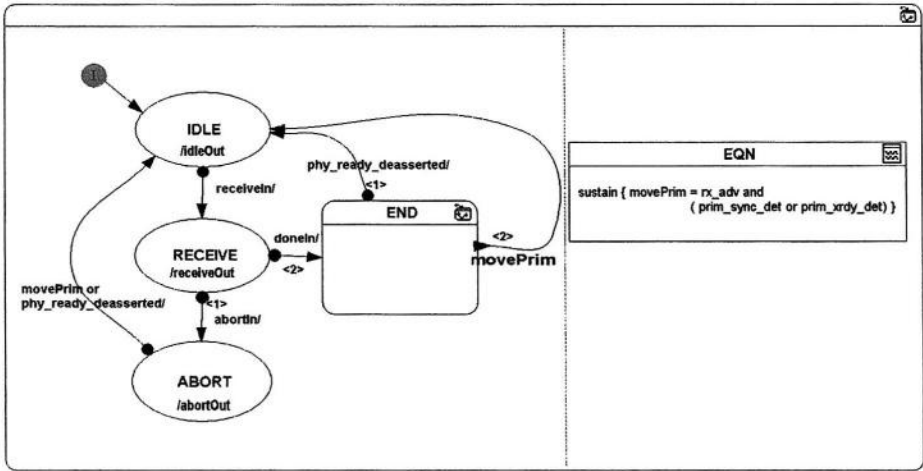 I
IDLE
/idleOut
receiveIn/
phy_ready_deasserted/
<1>
END
doneIn/
<2>
RECEIVE
/receiveOut
<2>
movePrim
movePrim or
phy_ready_deasserted/
<1>
abortIn/
ABORT
/abortOut
EQN
sustain { movePrim = rx_adv and
( prim_sync_det or prim_xrdy_det) }